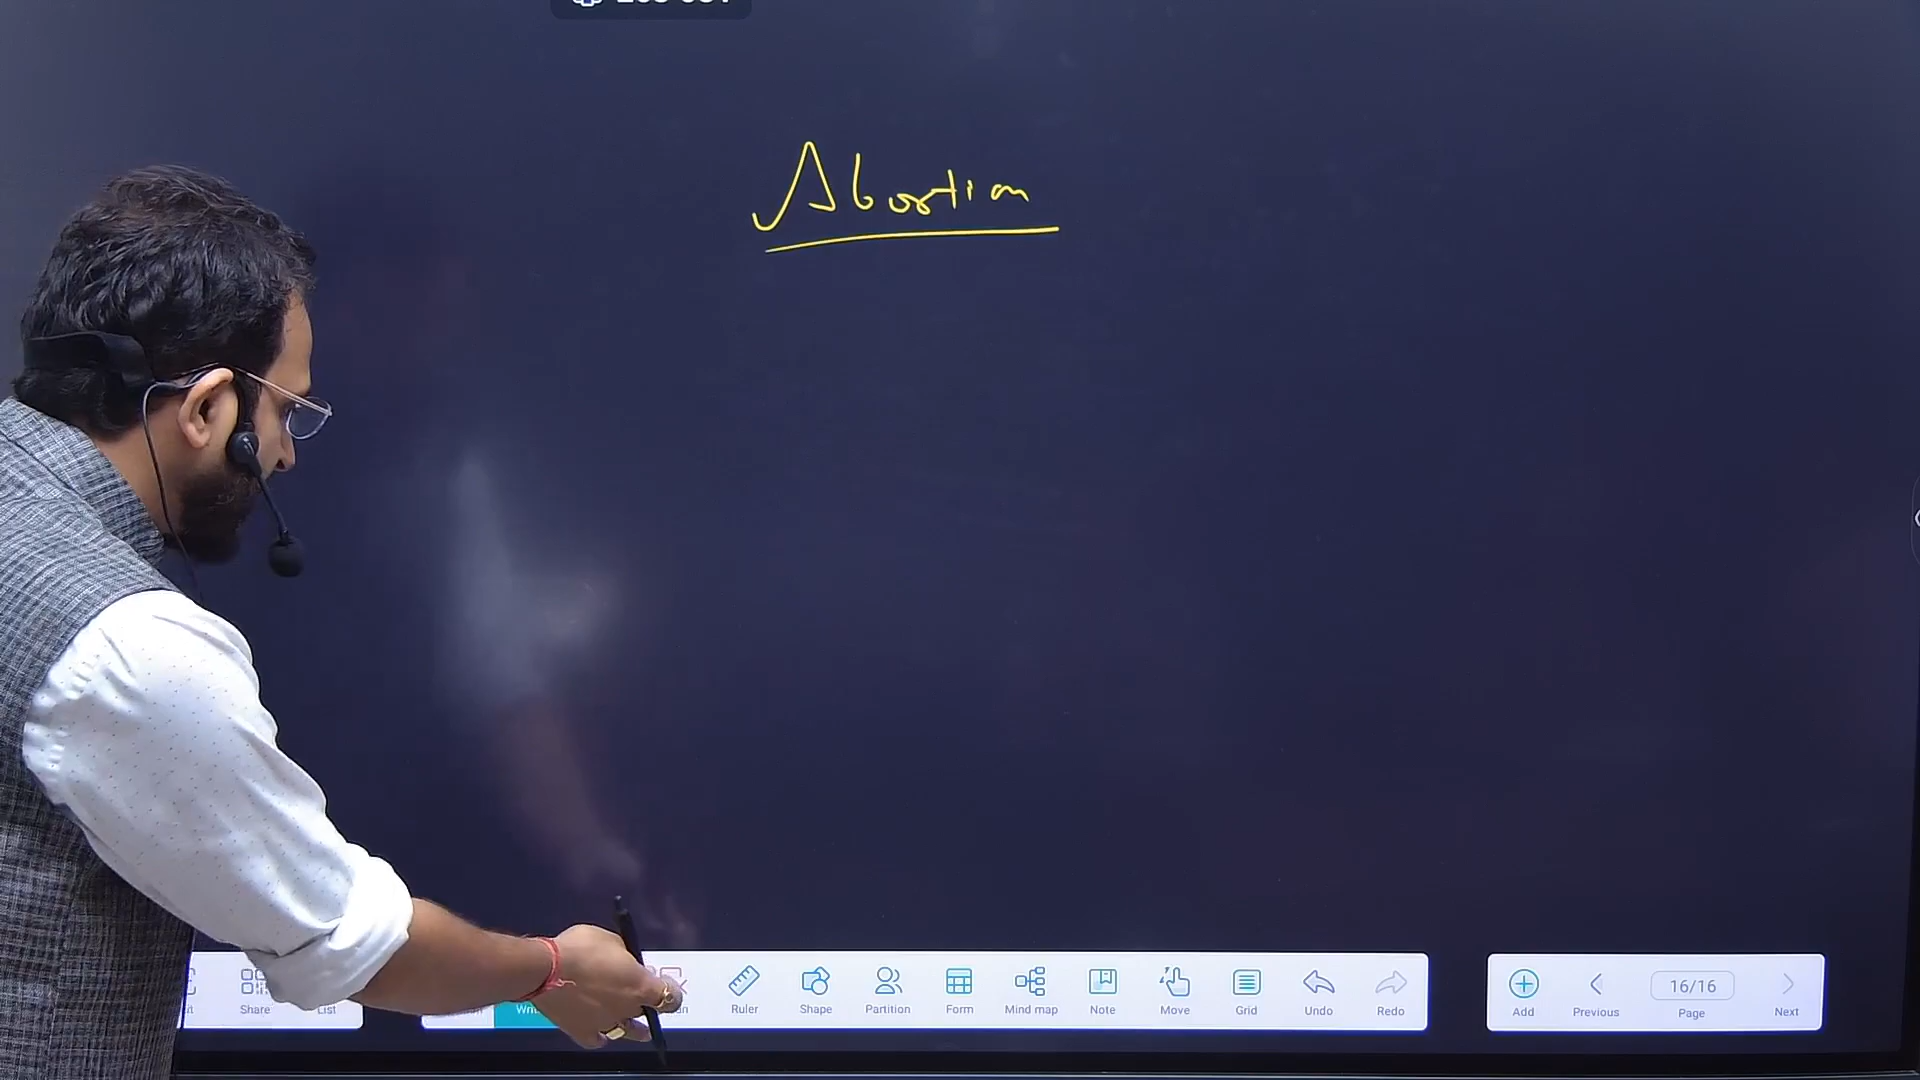 Abortion
Share
List
Ruler
Shape
Partition
Form
Mind map
Note
Move
Grid
Undo
Redo
Add
Previous
16/16
Page
Next